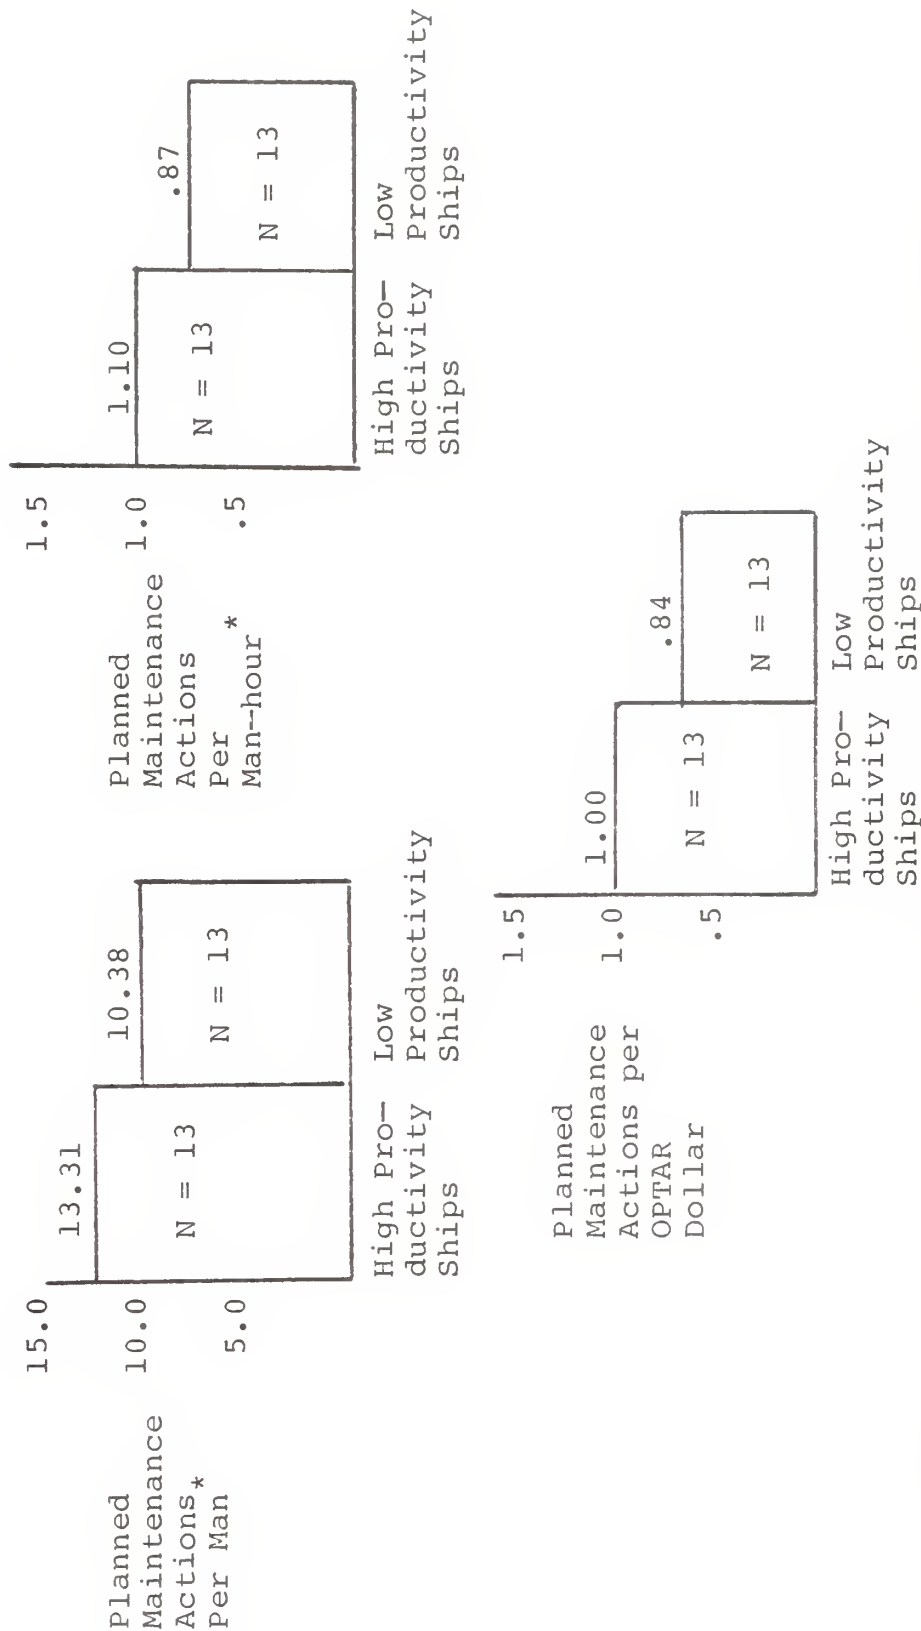 Planned
Maintenance
Actions*
Per Man
15.0
10.0
5.0
13.31
10.38
N = 13
N = 13
High Pro-
ductivity
Ships
Low
Productivity
Ships
Planned
Maintenance
Actions
Per
Man--hour*
1.5
1.0
.5
1.10
.87
N = 13
N = 13
High Pro-
ductivity
Ships
Low
Productivity
Ships
Planned
Maintenance
Actions per
OPTAR
Dollar
1.5
1.0
.5
1.00
.84
N = 13
N = 13
High Pro-
ductivity
Ships
Low
Productivity
Ships